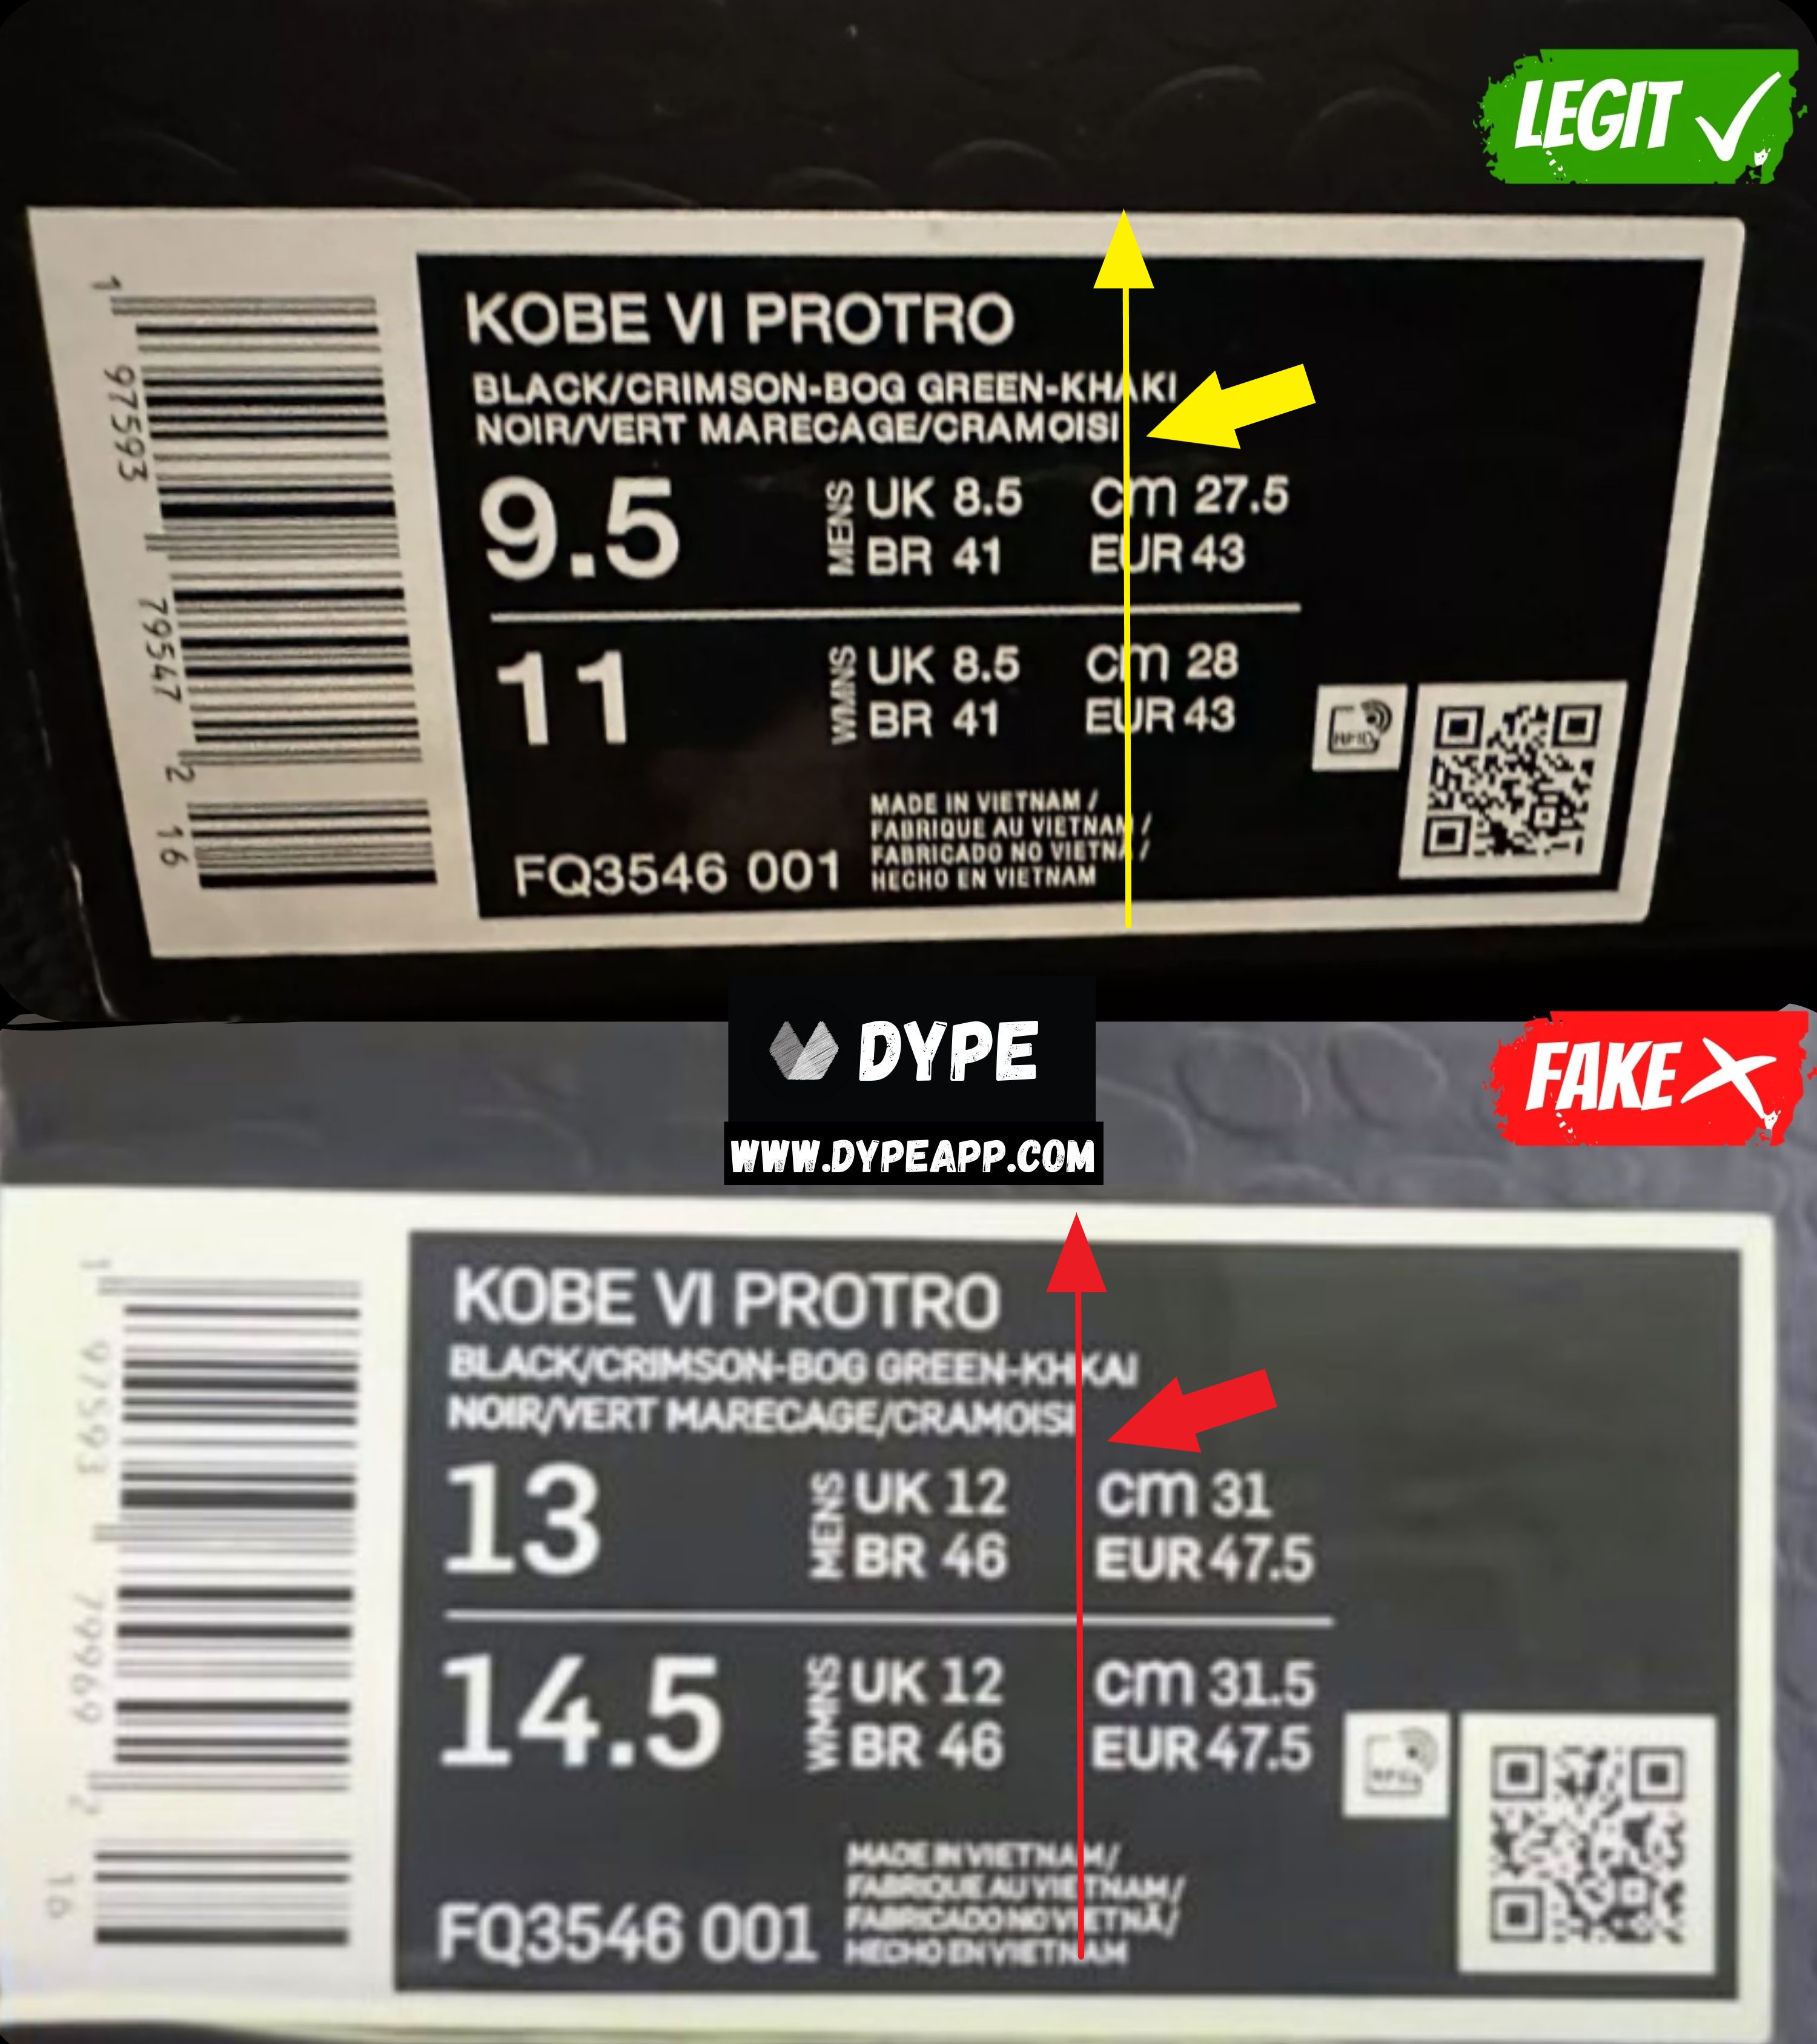 LEGIT
1 97593 79547 2 16
KOBE VI PROTRO
BLACK/CRIMSON-BOG GREEN-KHAKI
NOIR/VERT MARECAGE/CRAMOISI
9.5 MENS UK 8.5 cm 27.5
BR 41 EUR 43
11 WMNS UK 8.5 cm 28
BR 41 EUR 43
RFID
MADE IN VIETNAM /
FABRIQUE AU VIETNAM /
FABRICADO NO VIETNÃ /
HECHO EN VIETNAM
FQ3546 001
DYPE
WWW.DYPEAPP.COM
FAKE
1 97593 79969 2 16
KOBE VI PROTRO
BLACK/CRIMSON-BOG GREEN-KHKAI
NOIR/VERT MARECAGE/CRAMOISI
13 MENS UK 12 cm 31
BR 46 EUR 47.5
14.5 WMNS UK 12 cm 31.5
BR 46 EUR 47.5
RFID
MADE IN VIETNAM/
FABRIQUE AU VIETNAM/
FABRICADO NO VIETNÃ/
HECHO EN VIETNAM
FQ3546 001